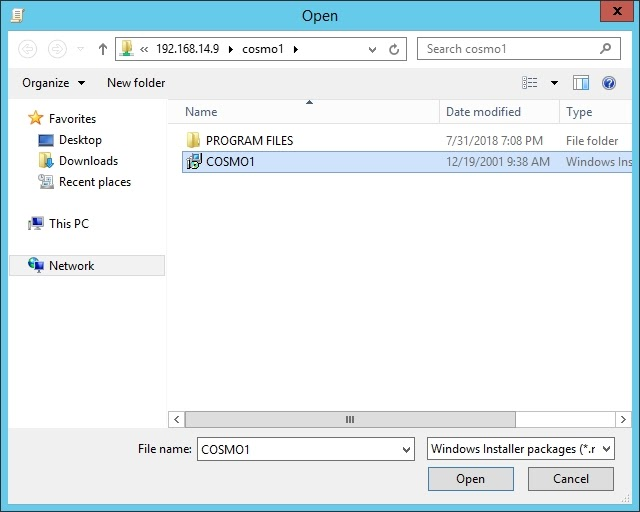 Open
x
192.168.14.9 cosmo1 Search cosmo1
Organize New folder
Name Date modified Type
Favorites
Desktop
Downloads
Recent places
This PC
Network
PROGRAM FILES 7/31/2018 7:08 PM File folder
COSMO1 12/19/2001 9:38 AM Windows Ins
File name: COSMO1 Windows Installer packages (*.r
Open Cancel